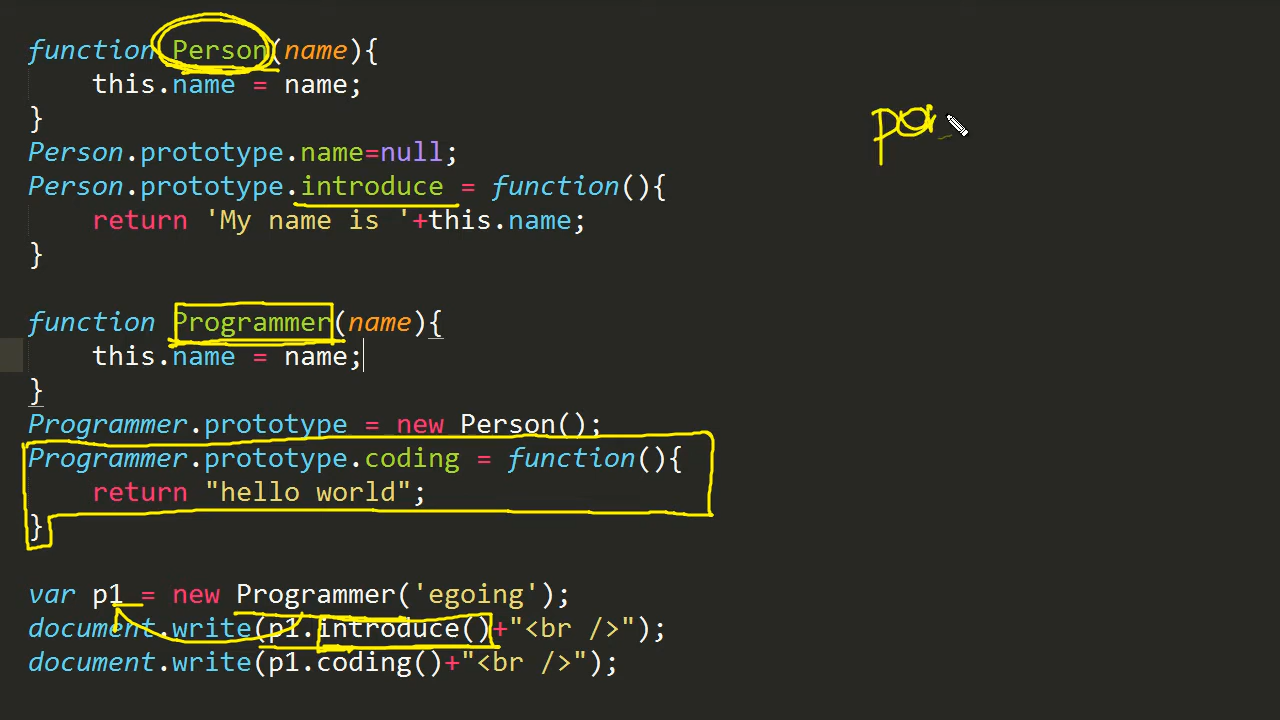 function Person(name){
    this.name = name;
}
Person.prototype.name=null;
Person.prototype.introduce = function(){
    return 'My name is '+this.name;
}
function Programmer(name){
    this.name = name;
}
Programmer.prototype = new Person();
Programmer.prototype.coding = function(){
    return "hello world";
}
var p1 = new Programmer('egoing');
document.write(p1.introduce()+"<br />");
document.write(p1.coding()+"<br />");